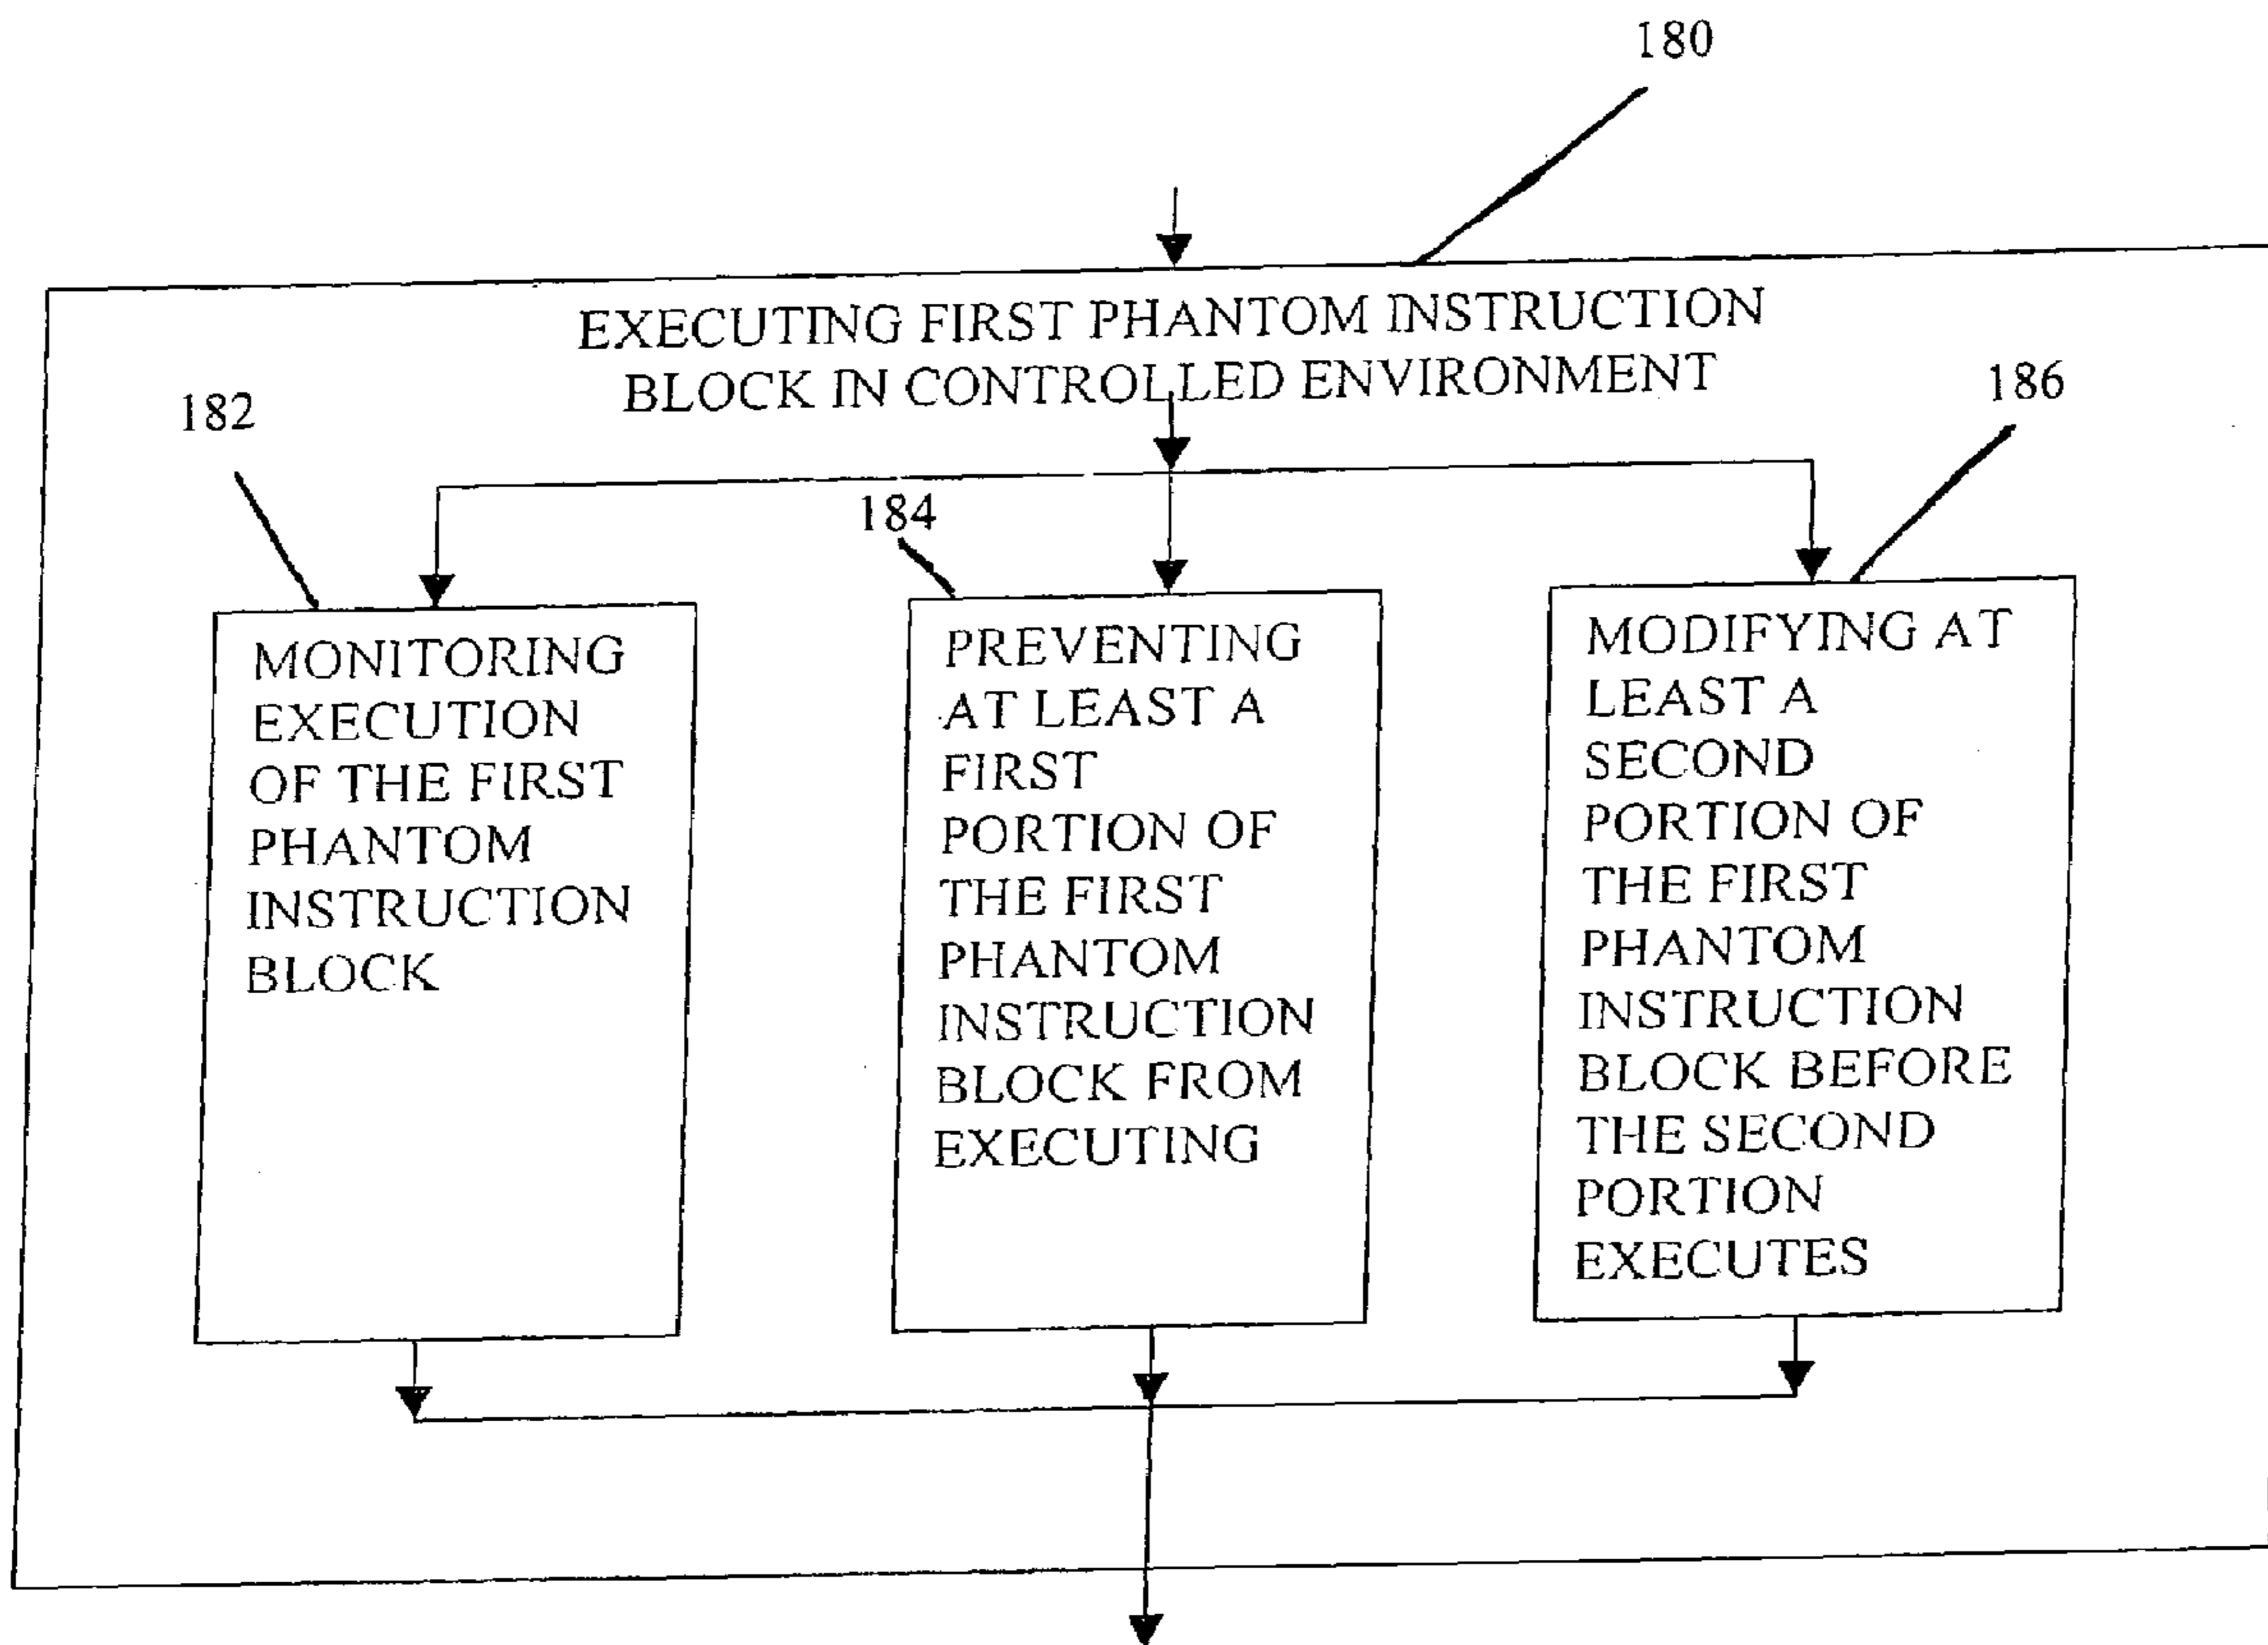 180
EXECUTING FIRST PHANTOM INSTRUCTION
BLOCK IN CONTROLLED ENVIRONMENT
182
184
186
MONITORING
EXECUTION
OF THE FIRST
PHANTOM
INSTRUCTION
BLOCK
PREVENTING
AT LEAST A
FIRST
PORTION OF
THE FIRST
PHANTOM
INSTRUCTION
BLOCK FROM
EXECUTING
MODIFYING AT
LEAST A
SECOND
PORTION OF
THE FIRST
PHANTOM
INSTRUCTION
BLOCK BEFORE
THE SECOND
PORTION
EXECUTES